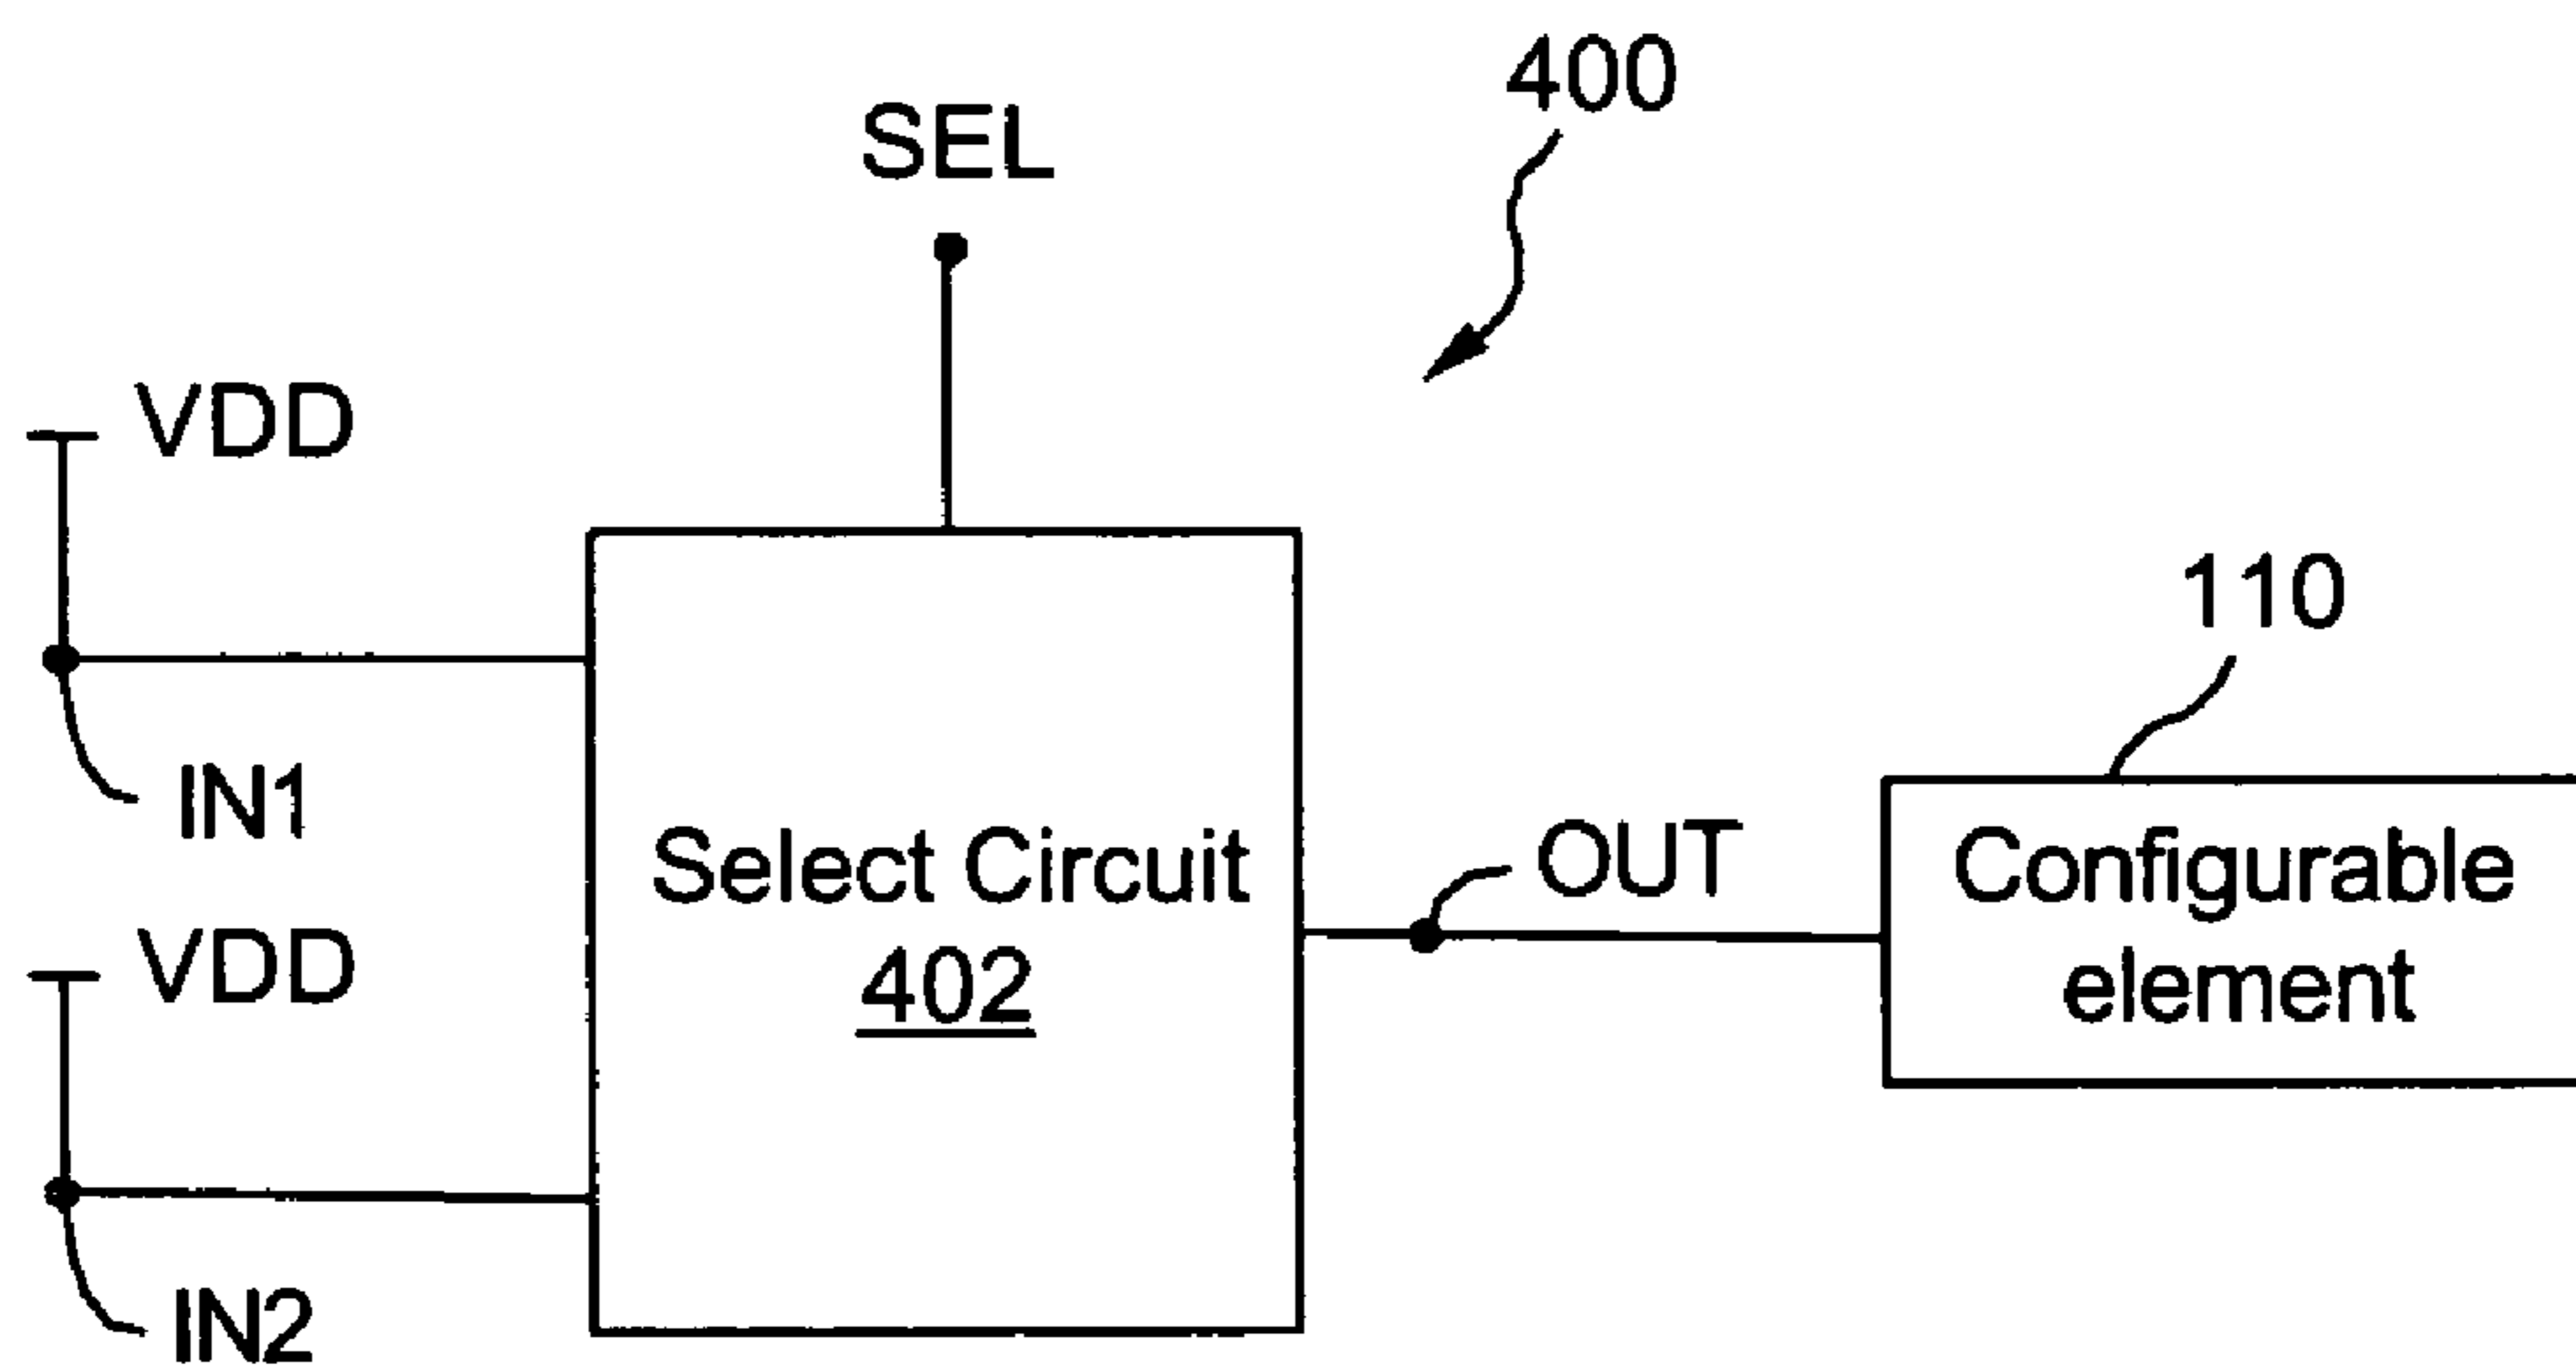 400
SEL
VDD
110
IN1
Select Circuit
402
OUT
Configurable
element
VDD
IN2